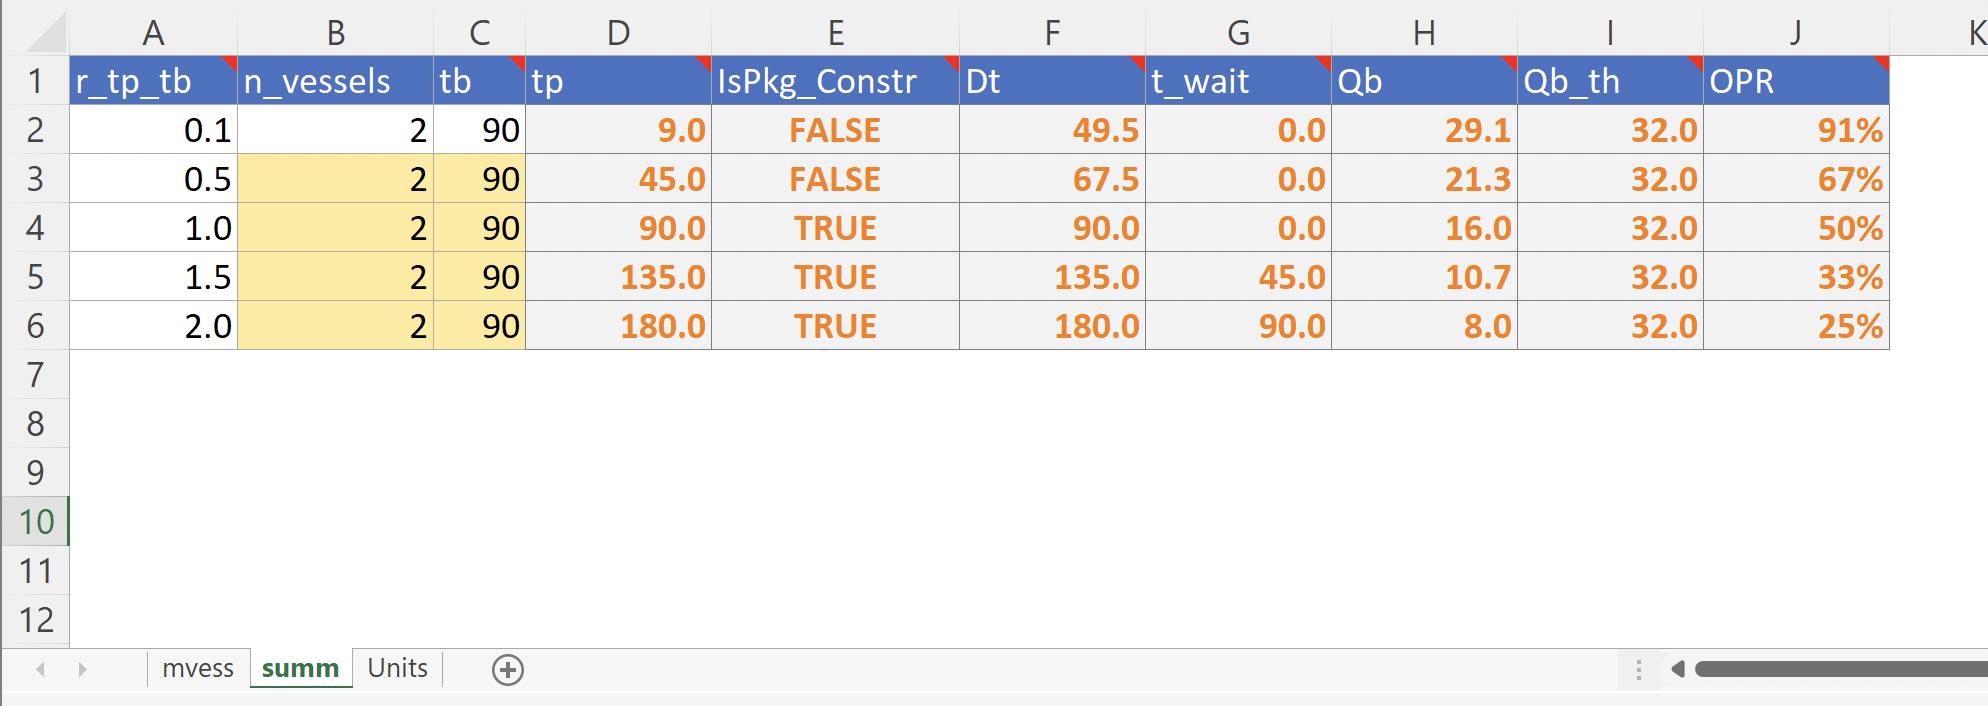 A B C D E F G H I J K
1 r_tp_tb n_vessels tb tp IsPkg_Constr Dt t_wait Qb Qb_th OPR
2 0.1 2 90 9.0 FALSE 49.5 0.0 29.1 32.0 91%
3 0.5 2 90 45.0 FALSE 67.5 0.0 21.3 32.0 67%
4 1.0 2 90 90.0 TRUE 90.0 0.0 16.0 32.0 50%
5 1.5 2 90 135.0 TRUE 135.0 45.0 10.7 32.0 33%
6 2.0 2 90 180.0 TRUE 180.0 90.0 8.0 32.0 25%
7
8
9
10
11
12
mvess summ Units